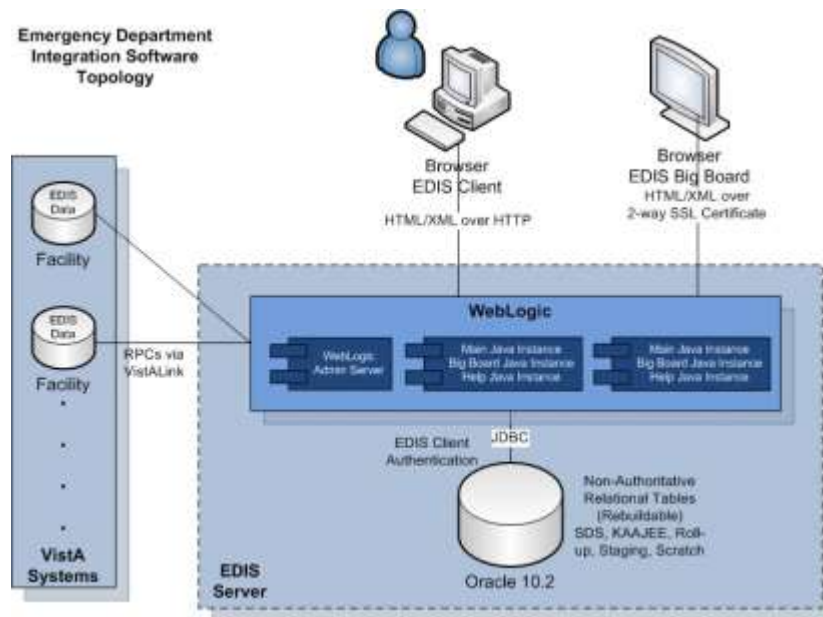 Emergency Department
Integration Software
Topology
Browser
EDIS Client
HTML/XML over HTTP
Browser
EDIS Big Board
HTML/XML over
2-way SSL Certificate
EDIS
Data
Facility
EDIS
Data
Facility
RPCs via
VistALink
VistA
Systems
WebLogic
WebLogic
Admin Server
Main Java Instance
Big Board Java Instance
Help Java Instance
Main Java Instance
Big Board Java Instance
Help Java Instance
EDIS Client
Authentication
JDBC
Non-Authoritative
Relational Tables
(Rebuildable)
SDS, KAAJEE, Roll-
up, Staging, Scratch
Oracle 10.2
EDIS
Server